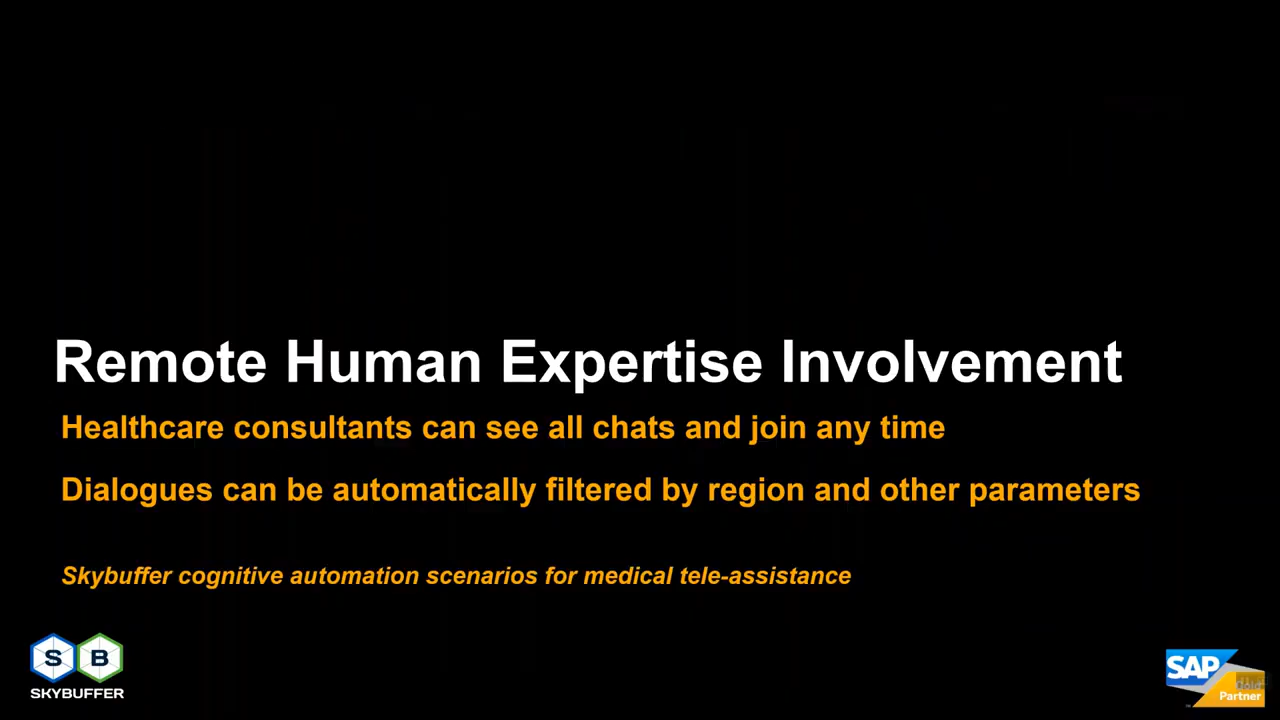 Remote Human Expertise Involvement
Healthcare consultants can see all chats and join any time
Dialogues can be automatically filtered by region and other parameters
Skybuffer cognitive automation scenarios for medical tele-assistance
S B
SKYBUFFER
SAP
Partner